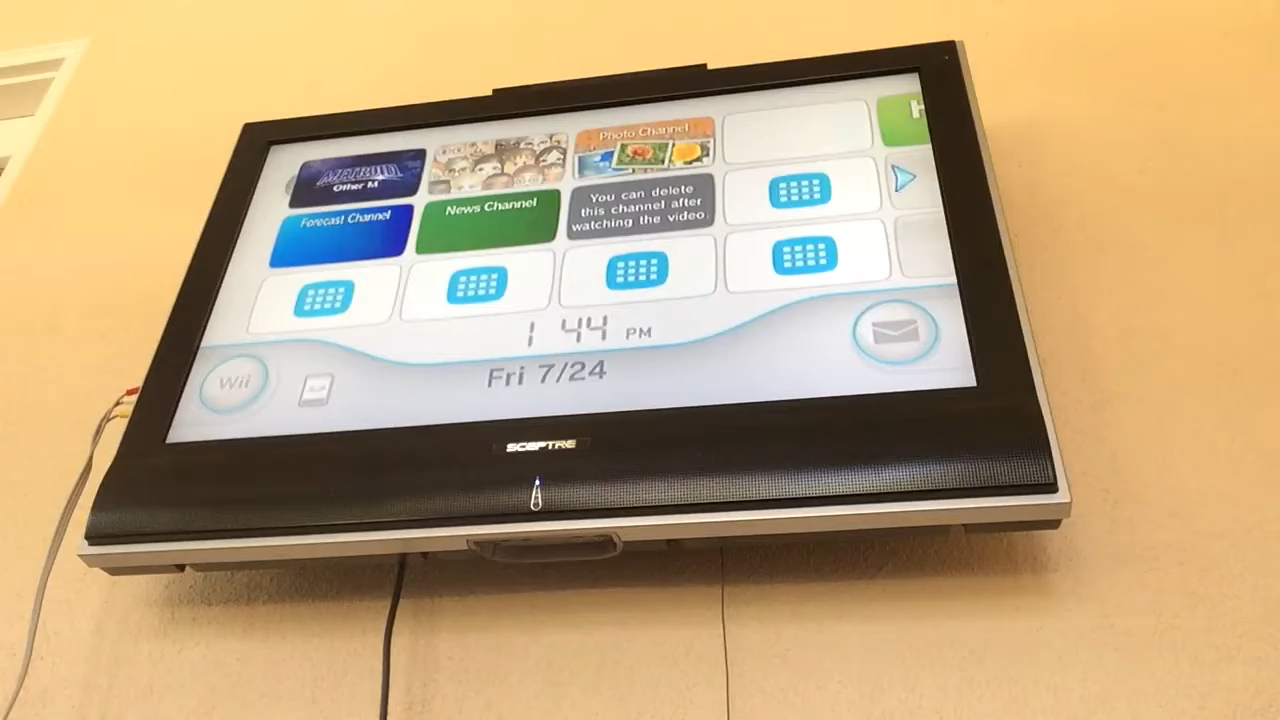 METROID
Other M
Photo Channel
H
Forecast Channel
News Channel
You can delete
this channel after
watching the video.
1 44 PM
Wii
Fri 7/24
SCEPTRE